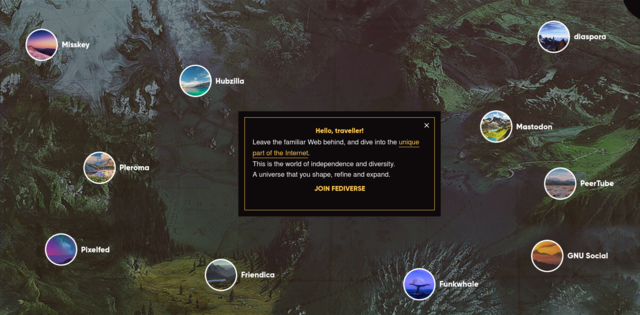 Misskey
diaspora
Hubzilla
Mastodon
Hello, traveller!
Leave the familiar Web behind, and dive into the unique
part of the Internet.
This is the world of independence and diversity.
A universe that you shape, refine and expand.
JOIN FEDIVERSE
Pleroma
PeerTube
Pixelfed
GNU Social
Friendica
Funkwhale